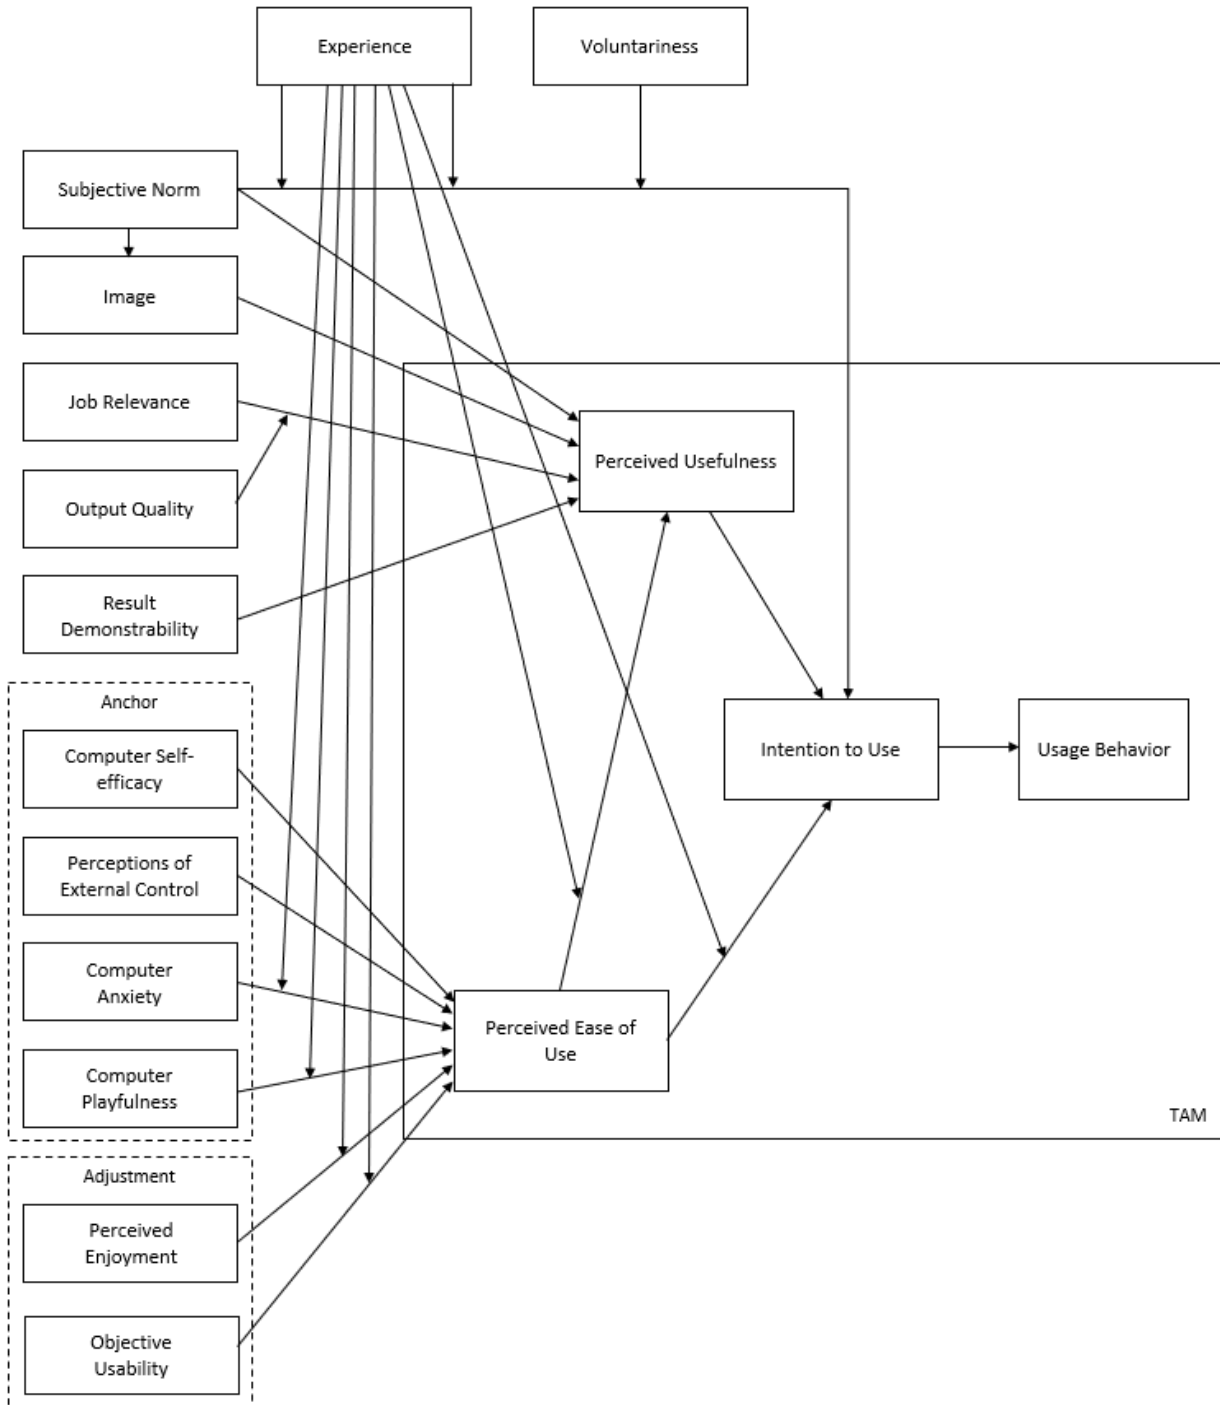 Experience
Voluntariness
Subjective Norm
Image
Job Relevance
Perceived Usefulness
Output Quality
Result
Demonstrability
Anchor
Computer Self-
efficacy
Intention to Use
Usage Behavior
Perceptions of
External Control
Computer
Anxiety
Perceived Ease of
Use
Computer
Playfulness
TAM
Adjustment
Perceived
Enjoyment
Objective
Usability